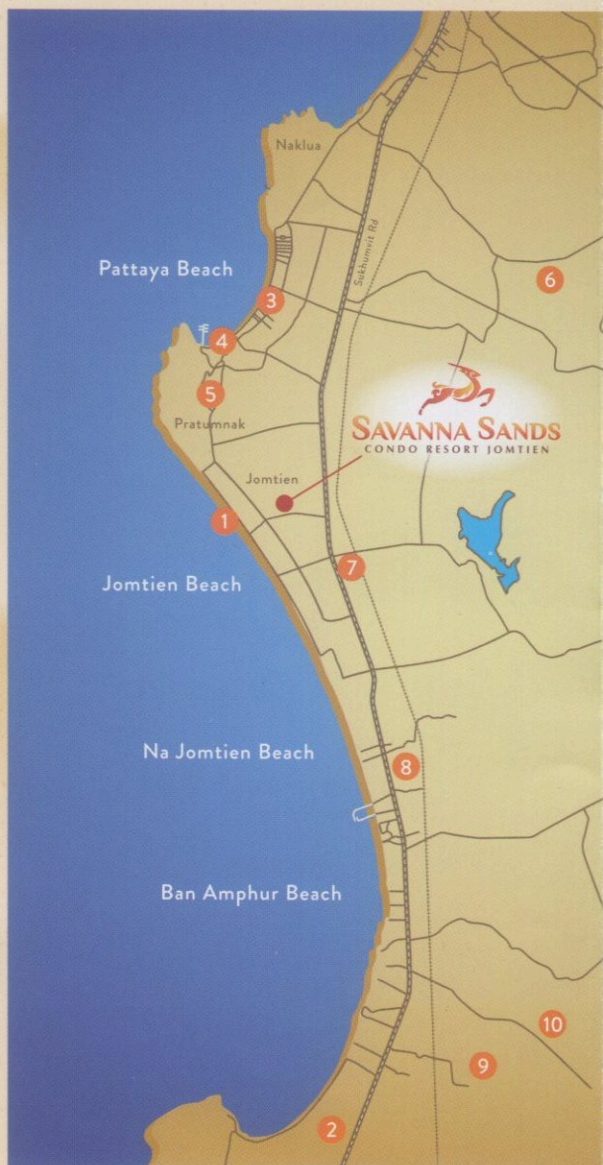 Naklua
Sukhumvit Rd
Pattaya Beach
6
3
4
SAVANNA SANDS
CONDO RESORT JOMTIEN
5
Pratumnak
Jomtien
1
7
Jomtien Beach
Na Jomtien Beach
8
Ban Amphur Beach
10
9
2